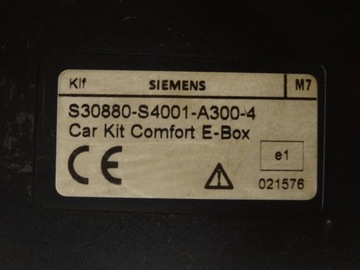 Klf SIEMENS M7
S30880-S4001-A300-4
Car Kit Comfort E-Box
CE e1
021576